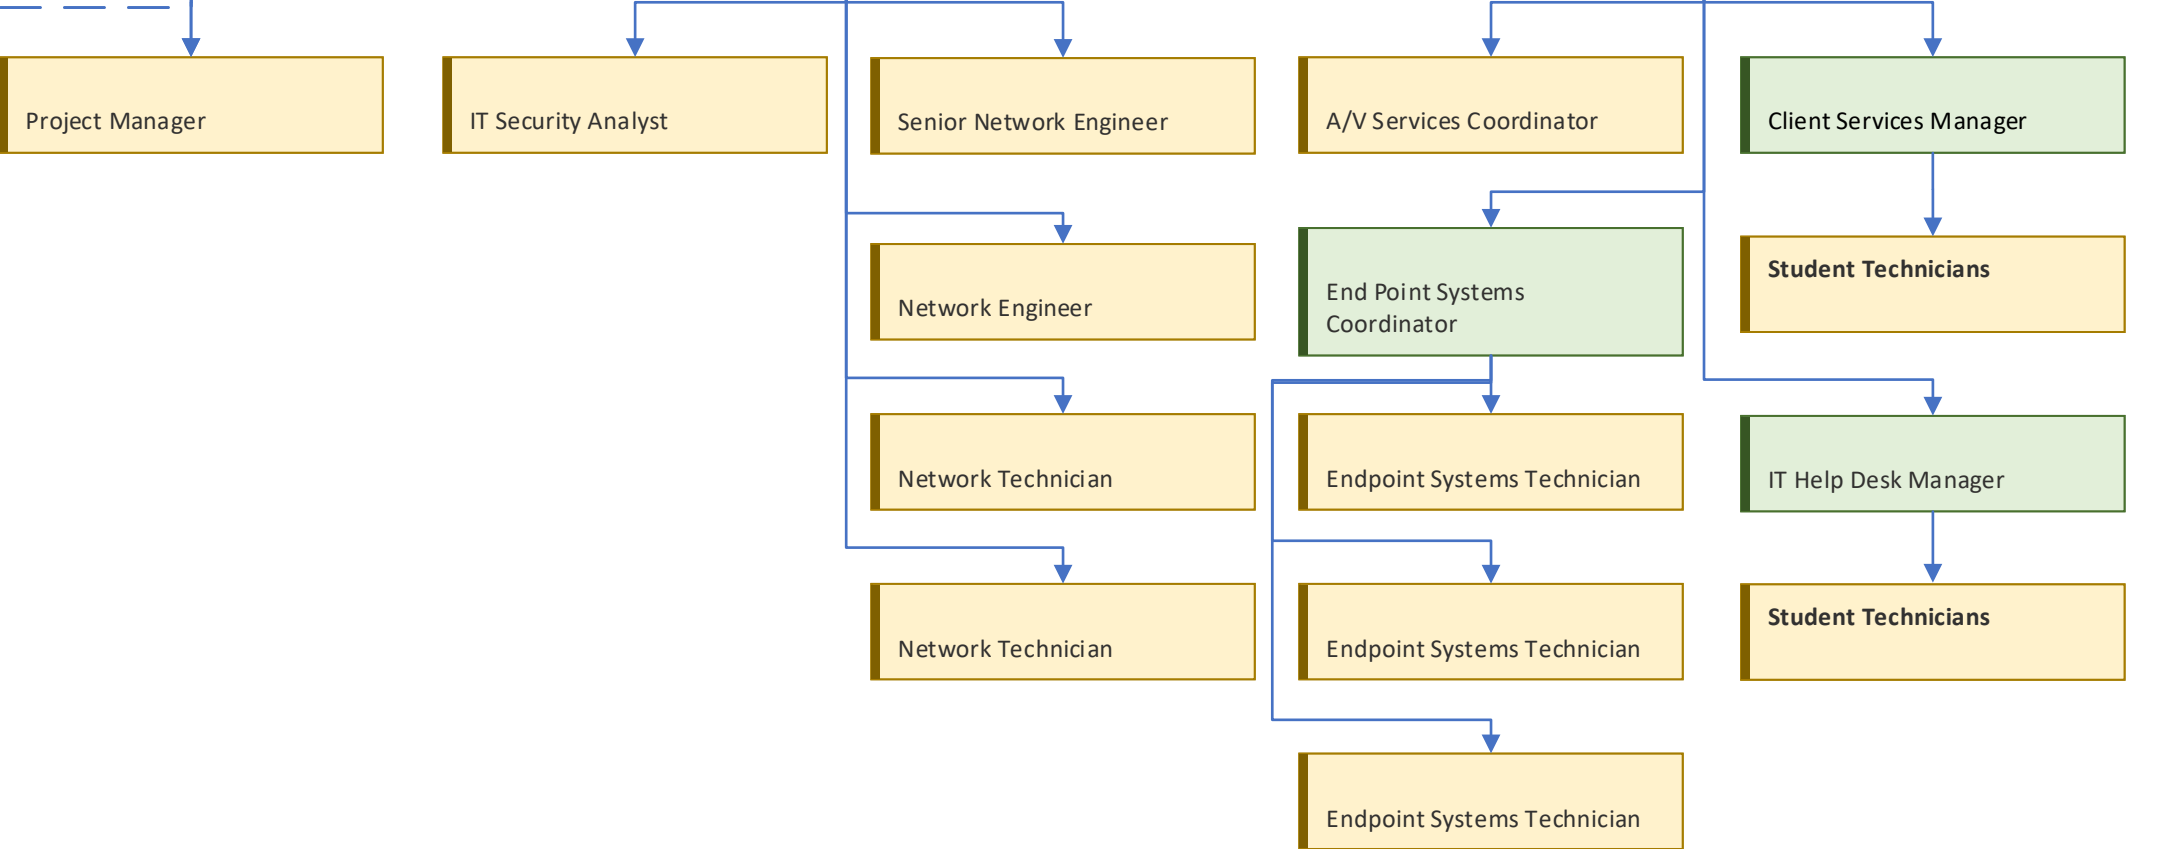 Project Manager
IT Security Analyst
Senior Network Engineer
A/V Services Coordinator
Client Services Manager
Network Engineer
End Point Systems
Coordinator
Student Technicians
Network Technician
Endpoint Systems Technician
IT Help Desk Manager
Network Technician
Endpoint Systems Technician
Student Technicians
Endpoint Systems Technician